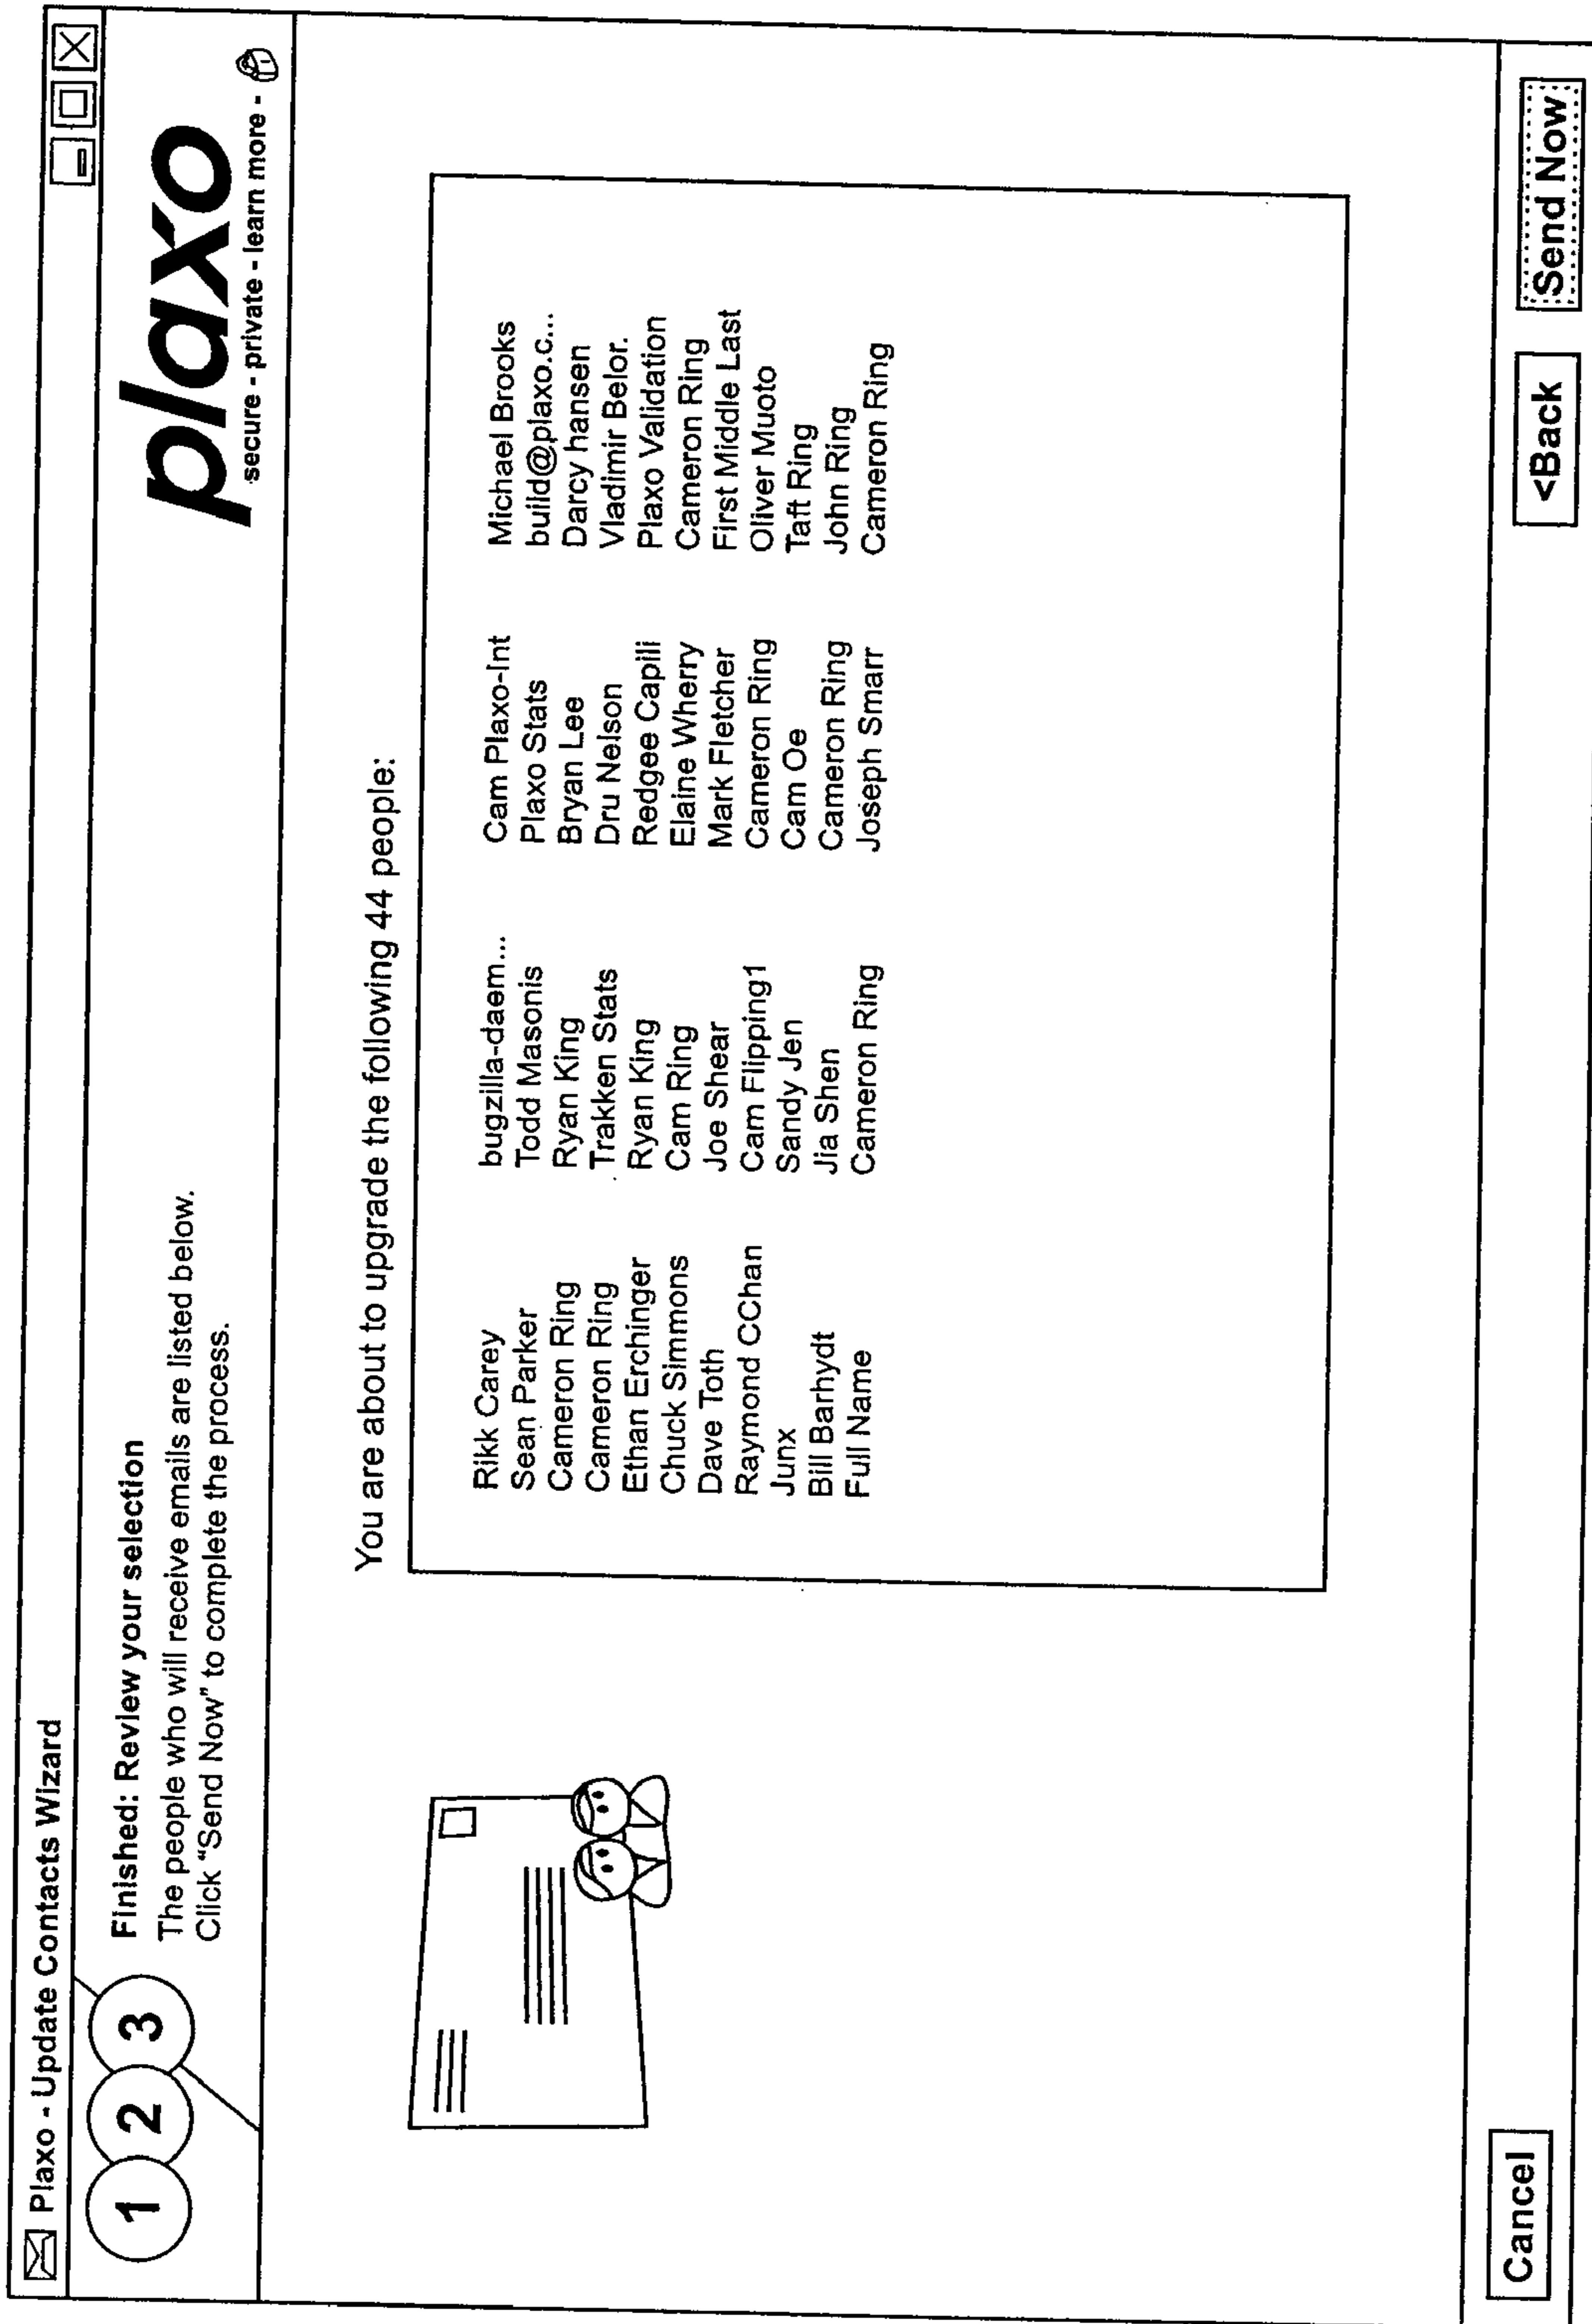 Plaxo - Update Contacts Wizard
1 2 3
Finished: Review your selection
The people who will receive emails are listed below.
Click “Send Now” to complete the process.
plaxo
secure - private - learn more -
You are about to upgrade the following 44 people:
Rikk Carey
Sean Parker
Cameron Ring
Cameron Ring
Ethan Erchinger
Chuck Simmons
Dave Toth
Raymond CChan
Junx
Bill Barhydt
Full Name
bugzilla-daem...
Todd Masonis
Ryan King
Trakken Stats
Ryan King
Cam Ring
Joe Shear
Cam Flipping1
Sandy Jen
Jia Shen
Cameron Ring
Cam Plaxo-Int
Plaxo Stats
Bryan Lee
Dru Nelson
Redgee Capili
Elaine Wherry
Mark Fletcher
Cameron Ring
Cam Oe
Cameron Ring
Joseph Smarr
Michael Brooks
build@plaxo.c...
Darcy hansen
Vladimir Belor.
Plaxo Validation
Cameron Ring
First Middle Last
Oliver Muoto
Taft Ring
John Ring
Cameron Ring
Cancel
<Back
Send Now